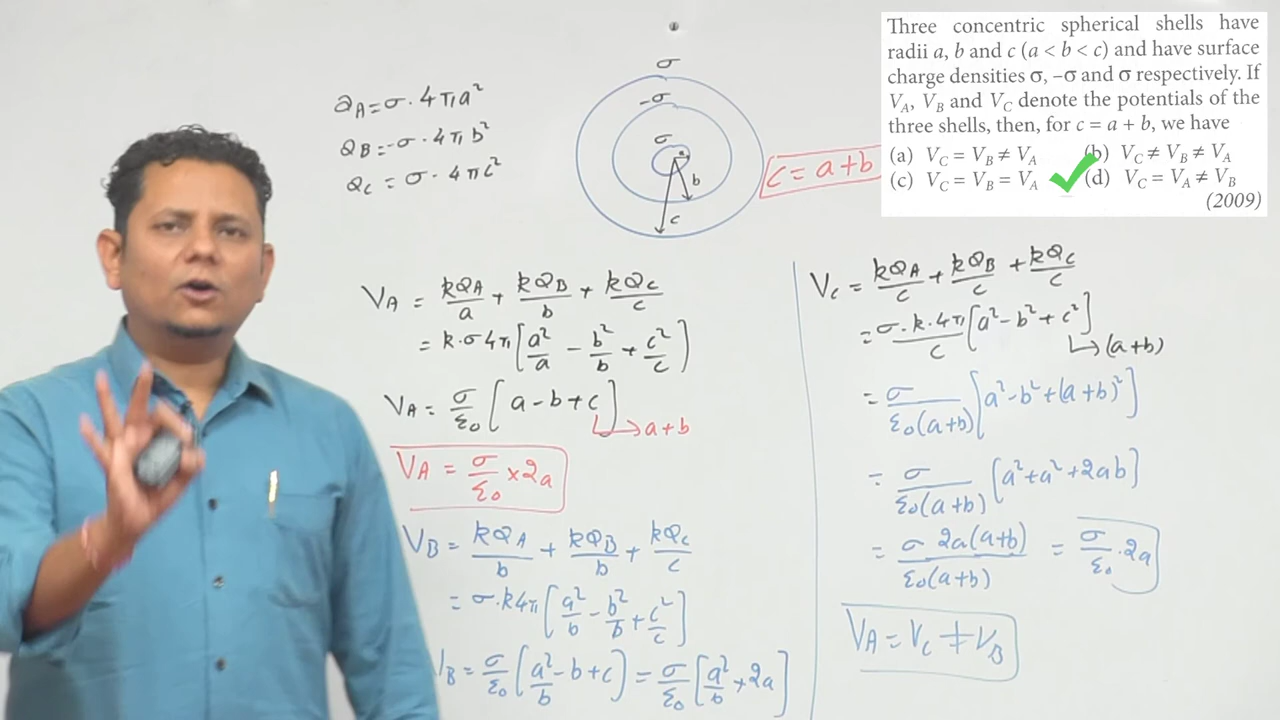 Three concentric spherical shells have
radii a, b and c (a < b < c) and have surface
charge densities σ, –σ and σ respectively. If
V_A, V_B and V_C denote the potentials of the
three shells, then, for c = a + b, we have
(a) V_C = V_B ≠ V_A (b) V_C ≠ V_B ≠ V_A
(c) V_C = V_B = V_A (d) V_C = V_A ≠ V_B
(2009)
Q_A = σ · 4πa²
Q_B = -σ · 4πb²
Q_C = σ · 4πc²
σ
-σ
σ
a
b
c
c = a+b
V_A = kQ_A/a + kQ_B/b + kQ_C/c
= k·σ4π[a²/a − b²/b + c²/c]
V_A = σ/ε₀ [a-b+c]
→ a+b
V_A = σ/ε₀ × 2a
V_B = kQ_A/b + kQ_B/b + kQ_C/c
= σ·k4π[a²/b − b²/b + c²/c]
V_B = σ/ε₀ [a²/b − b + c] = σ/ε₀ [a²/b + 2a]
V_C = kQ_A/c + kQ_B/c + kQ_C/c
= σ·k·4π/c [a² − b² + c²]
→ (a+b)
= σ/ε₀(a+b) [a² − b² + (a+b)²]
= σ/ε₀(a+b) [a² + a² + 2ab]
= σ 2a(a+b)/ε₀(a+b) = σ/ε₀ · 2a
V_A = V_C ≠ V_B